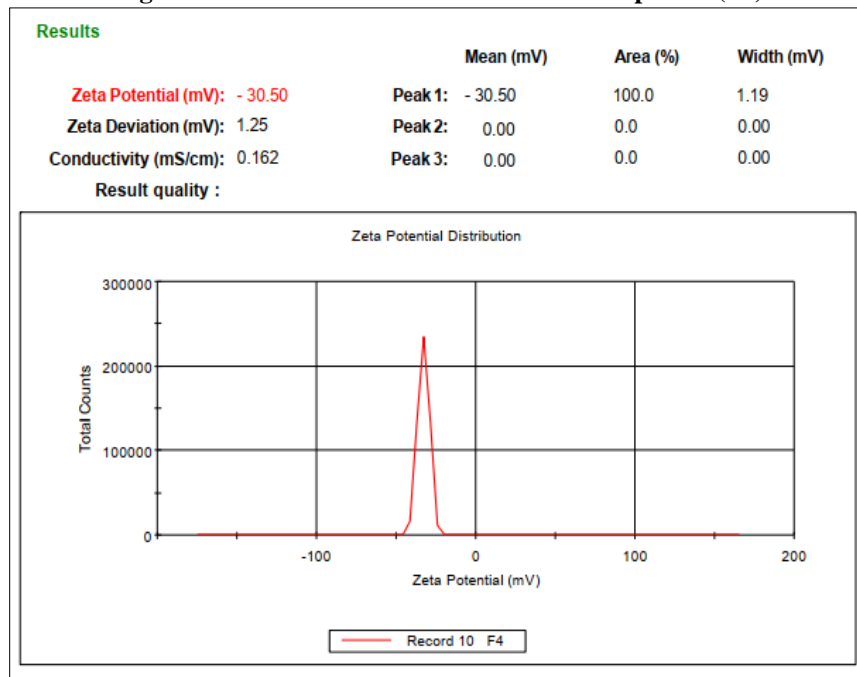 Results
Mean (mV) Area (%) Width (mV)
Zeta Potential (mV): - 30.50 Peak 1: - 30.50 100.0 1.19
Zeta Deviation (mV): 1.25 Peak 2: 0.00 0.0 0.00
Conductivity (mS/cm): 0.162 Peak 3: 0.00 0.0 0.00
Result quality :
Zeta Potential Distribution
300000
200000
Total Counts
100000
0
-100 0 100 200
Zeta Potential (mV)
Record 10 F4